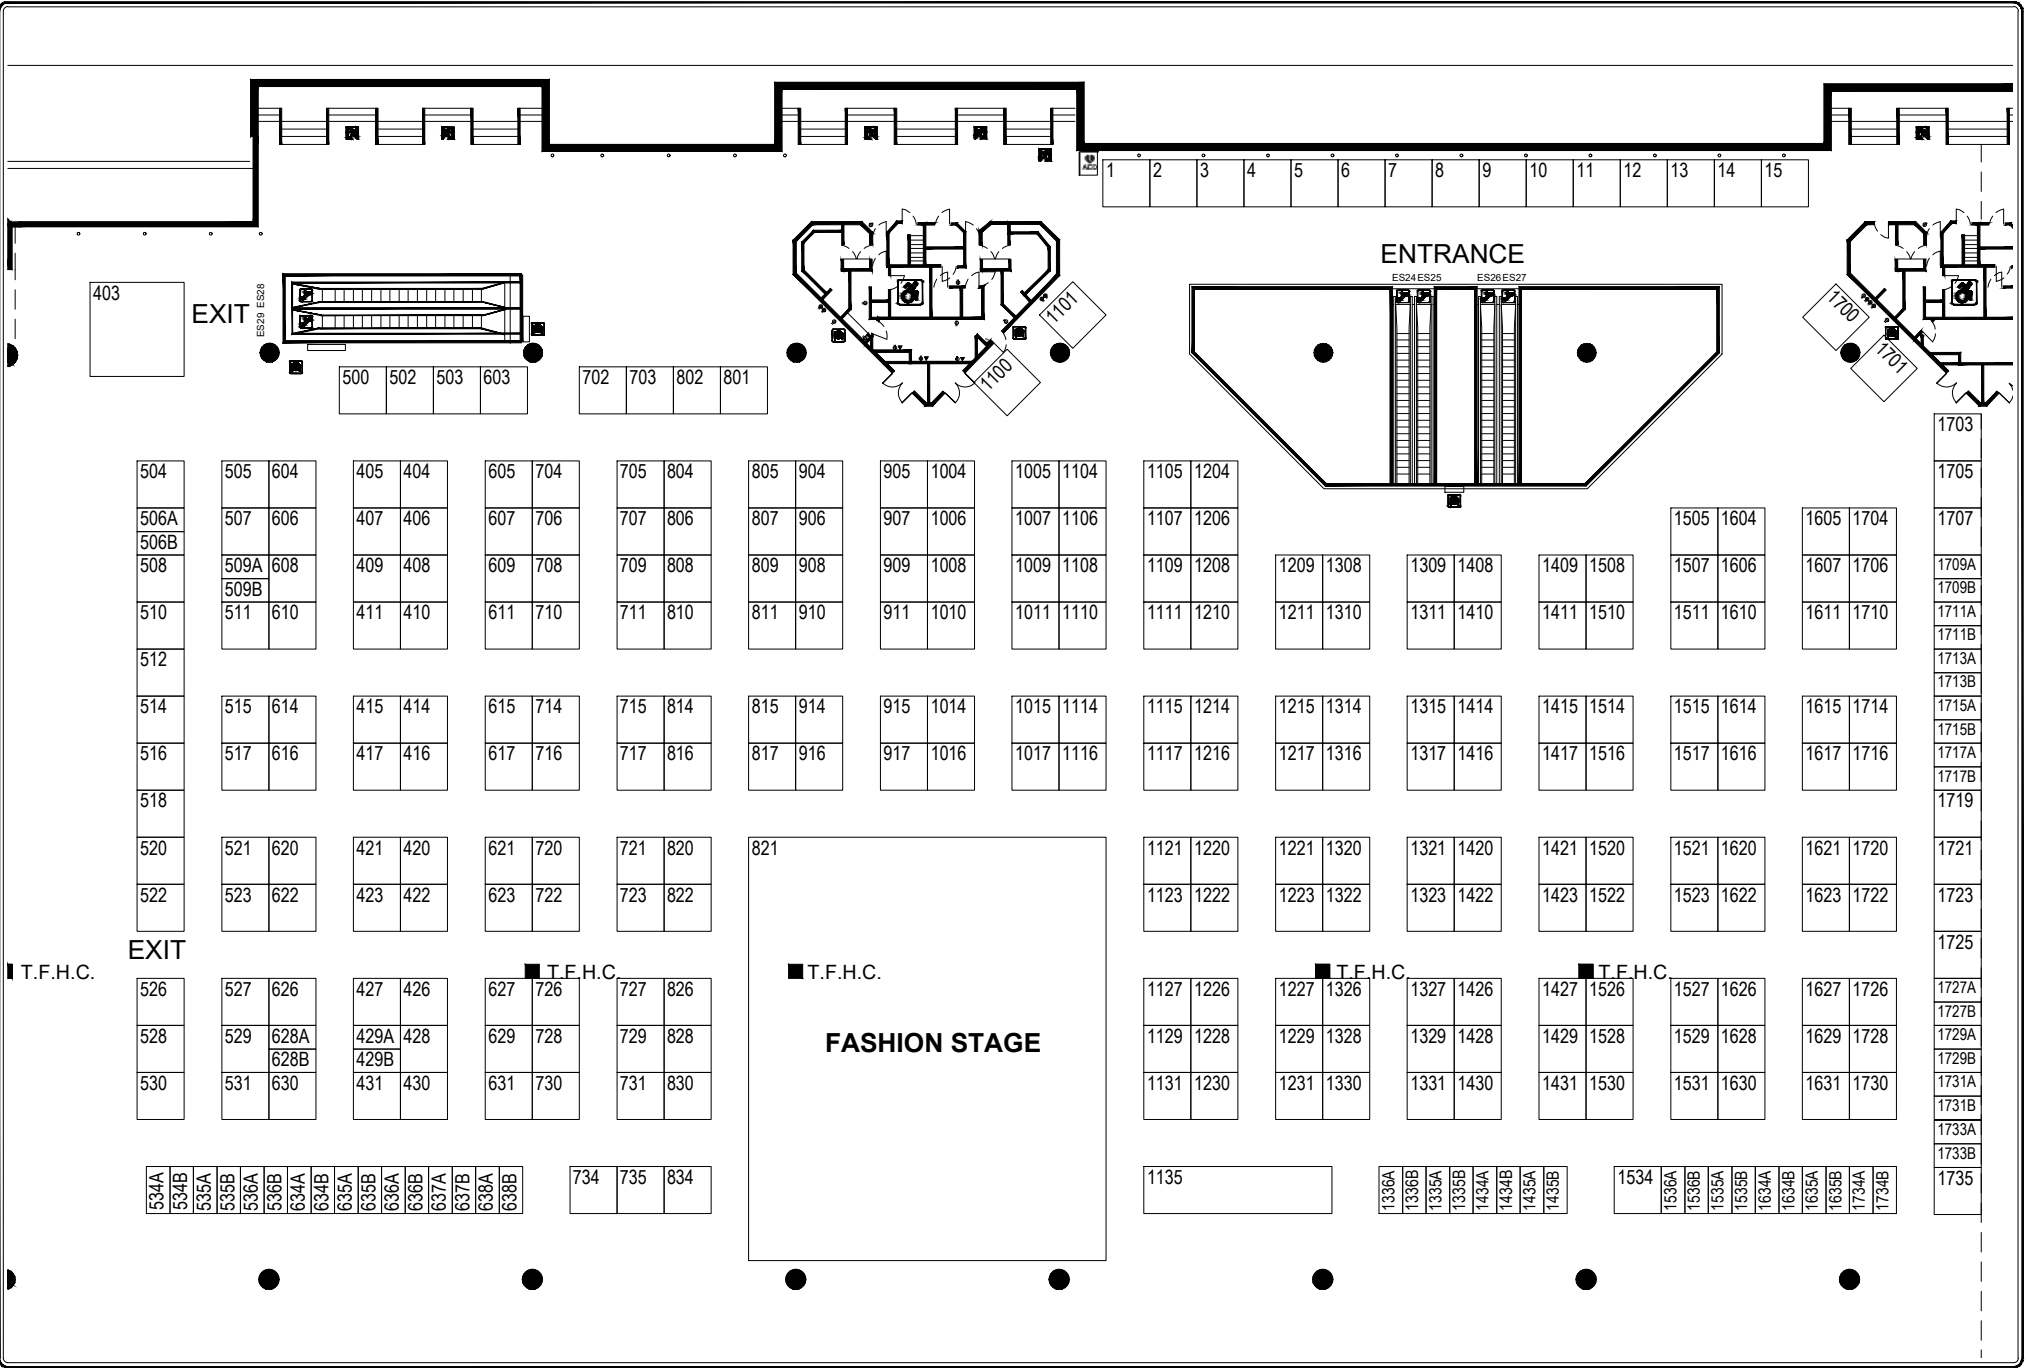 1 2 3 4 5 6 7 8 9 10 11 12 13 14 15
ENTRANCE
ES24 ES25 ES26 ES27
403
EXIT
ES29 ES28
1101
1100
1700
1701
500 502 503 603 702 703 802 801
1703
504 505 604 405 404 605 704 705 804 805 904 905 1004 1005 1104 1105 1204 1705
506A 507 606 407 406 607 706 707 806 807 906 907 1006 1007 1106 1107 1206 1505 1604 1605 1704 1707
506B
508 509A 608 409 408 609 708 709 808 809 908 909 1008 1009 1108 1109 1208 1209 1308 1309 1408 1409 1508 1507 1606 1607 1706 1709A
509B 1709B
510 511 610 411 410 611 710 711 810 811 910 911 1010 1011 1110 1111 1210 1211 1310 1311 1410 1411 1510 1511 1610 1611 1710 1711A
1711B
512 1713A
1713B
514 515 614 415 414 615 714 715 814 815 914 915 1014 1015 1114 1115 1214 1215 1314 1315 1414 1415 1514 1515 1614 1615 1714 1715A
1715B
516 517 616 417 416 617 716 717 816 817 916 917 1016 1017 1116 1117 1216 1217 1316 1317 1416 1417 1516 1517 1616 1617 1716 1717A
1717B
518 1719
520 521 620 421 420 621 720 721 820 821 1121 1220 1221 1320 1321 1420 1421 1520 1521 1620 1621 1720 1721
522 523 622 423 422 623 722 723 822 1123 1222 1223 1322 1323 1422 1423 1522 1523 1622 1623 1722 1723
EXIT 1725
T.F.H.C. T.F.H.C. T.F.H.C. T.F.H.C. T.F.H.C.
526 527 626 427 426 627 726 727 826 1127 1226 1227 1326 1327 1426 1427 1526 1527 1626 1627 1726 1727A
1727B
528 529 628A 429A 428 629 728 729 828 FASHION STAGE 1129 1228 1229 1328 1329 1428 1429 1528 1529 1628 1629 1728 1729A
628B 429B 1729B
530 531 630 431 430 631 730 731 830 1131 1230 1231 1330 1331 1430 1431 1530 1531 1630 1631 1730 1731A
1731B
1733A
1733B
534A 534B 535A 535B 536A 536B 634A 634B 635A 635B 636A 636B 637A 637B 638A 638B 734 735 834 1135 1336A 1336B 1335A 1335B 1434A 1434B 1435A 1435B 1534 1536A 1536B 1535A 1535B 1634A 1634B 1635A 1635B 1734A 1734B 1735